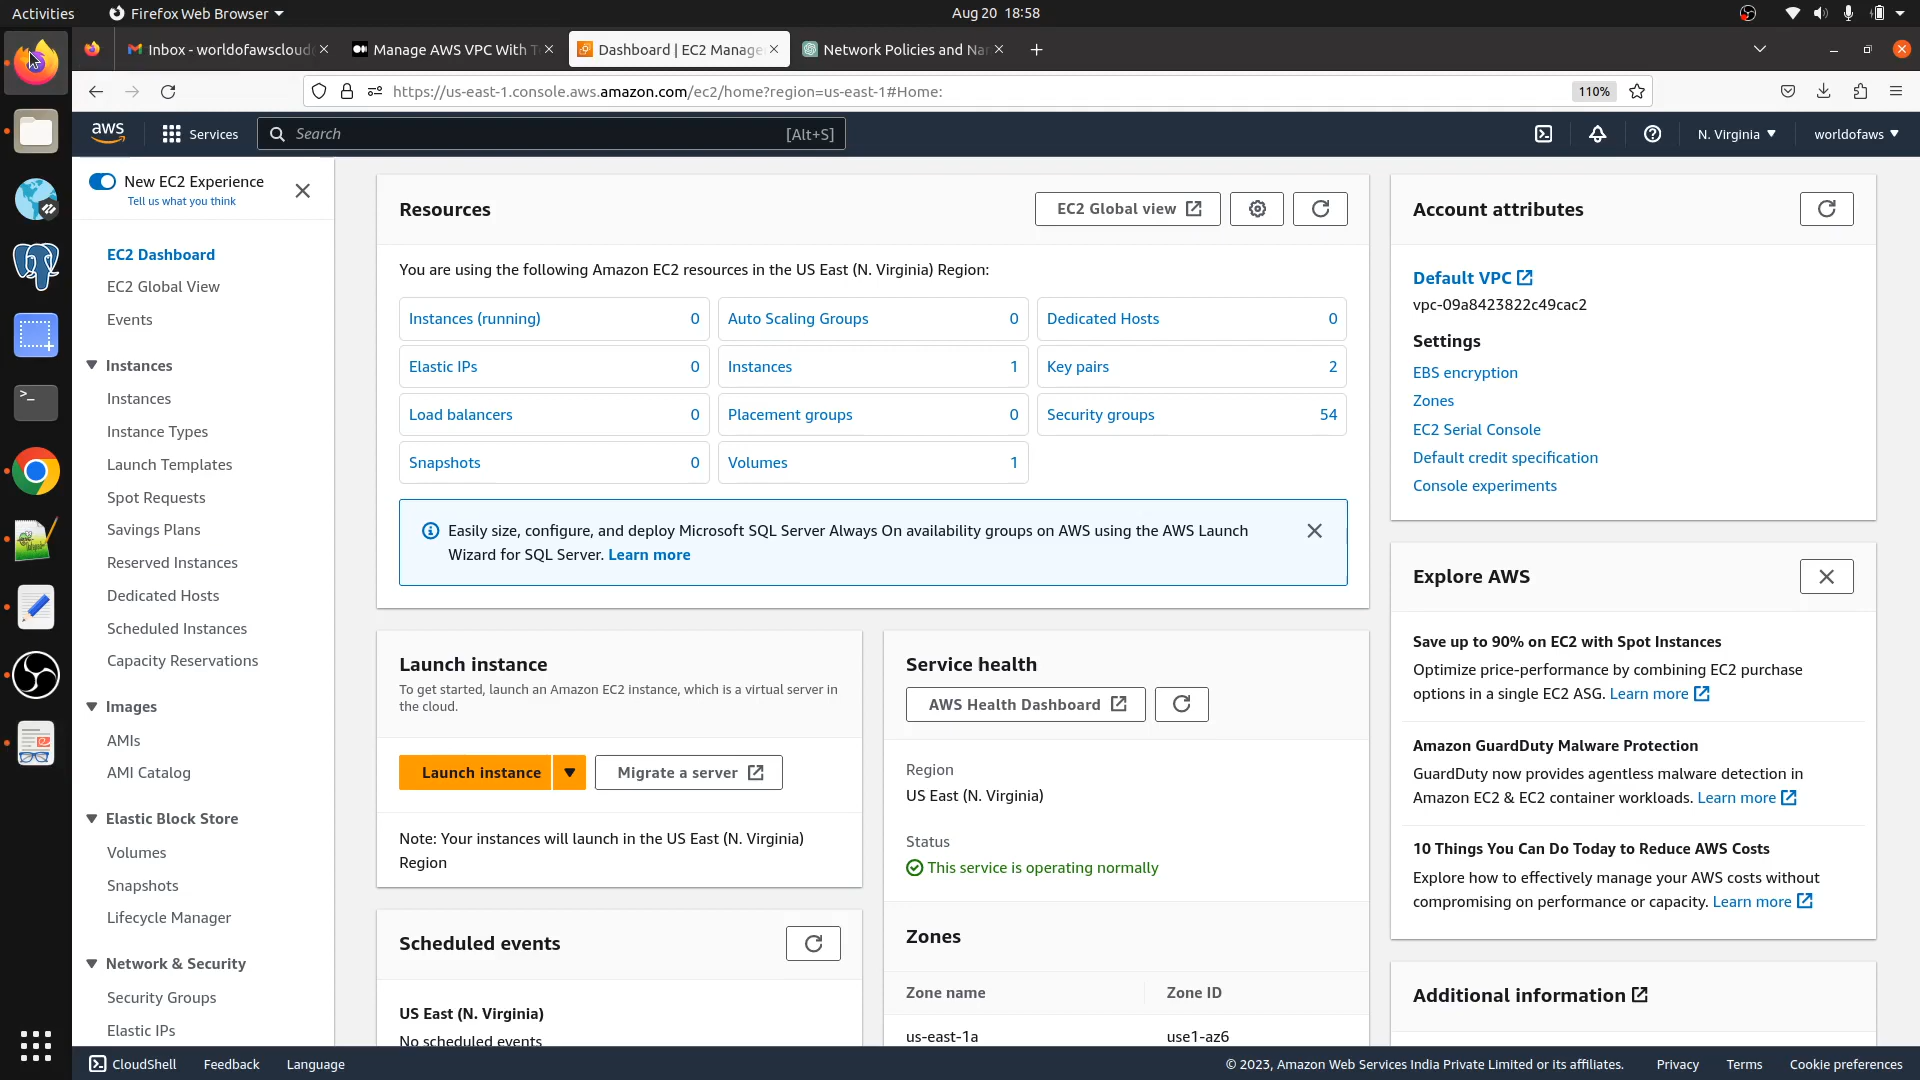 Activities
Firefox Web Browser
Aug 20 18:58
Inbox - worldofawscloud
Manage AWS VPC With T
Dashboard | EC2 Manage
Network Policies and Na
https://us-east-1.console.aws.amazon.com/ec2/home?region=us-east-1#Home:
110%
aws
Services
Search
[Alt+S]
N. Virginia
worldofaws
New EC2 Experience
Tell us what you think
EC2 Dashboard
EC2 Global View
Events
Instances
Instances
Instance Types
Launch Templates
Spot Requests
Savings Plans
Reserved Instances
Dedicated Hosts
Scheduled Instances
Capacity Reservations
Images
AMIs
AMI Catalog
Elastic Block Store
Volumes
Snapshots
Lifecycle Manager
Network & Security
Security Groups
Elastic IPs
Resources
EC2 Global view
You are using the following Amazon EC2 resources in the US East (N. Virginia) Region:
Instances (running) 0
Auto Scaling Groups 0
Dedicated Hosts 0
Elastic IPs 0
Instances 1
Key pairs 2
Load balancers 0
Placement groups 0
Security groups 54
Snapshots 0
Volumes 1
Easily size, configure, and deploy Microsoft SQL Server Always On availability groups on AWS using the AWS Launch
Wizard for SQL Server. Learn more
Launch instance
To get started, launch an Amazon EC2 instance, which is a virtual server in
the cloud.
Launch instance
Migrate a server
Note: Your instances will launch in the US East (N. Virginia)
Region
Scheduled events
US East (N. Virginia)
No scheduled events
Service health
AWS Health Dashboard
Region
US East (N. Virginia)
Status
This service is operating normally
Zones
Zone name
Zone ID
us-east-1a
use1-az6
Account attributes
Default VPC
vpc-09a8423822c49cac2
Settings
EBS encryption
Zones
EC2 Serial Console
Default credit specification
Console experiments
Explore AWS
Save up to 90% on EC2 with Spot Instances
Optimize price-performance by combining EC2 purchase
options in a single EC2 ASG. Learn more
Amazon GuardDuty Malware Protection
GuardDuty now provides agentless malware detection in
Amazon EC2 & EC2 container workloads. Learn more
10 Things You Can Do Today to Reduce AWS Costs
Explore how to effectively manage your AWS costs without
compromising on performance or capacity. Learn more
Additional information
CloudShell
Feedback
Language
© 2023, Amazon Web Services India Private Limited or its affiliates.
Privacy
Terms
Cookie preferences